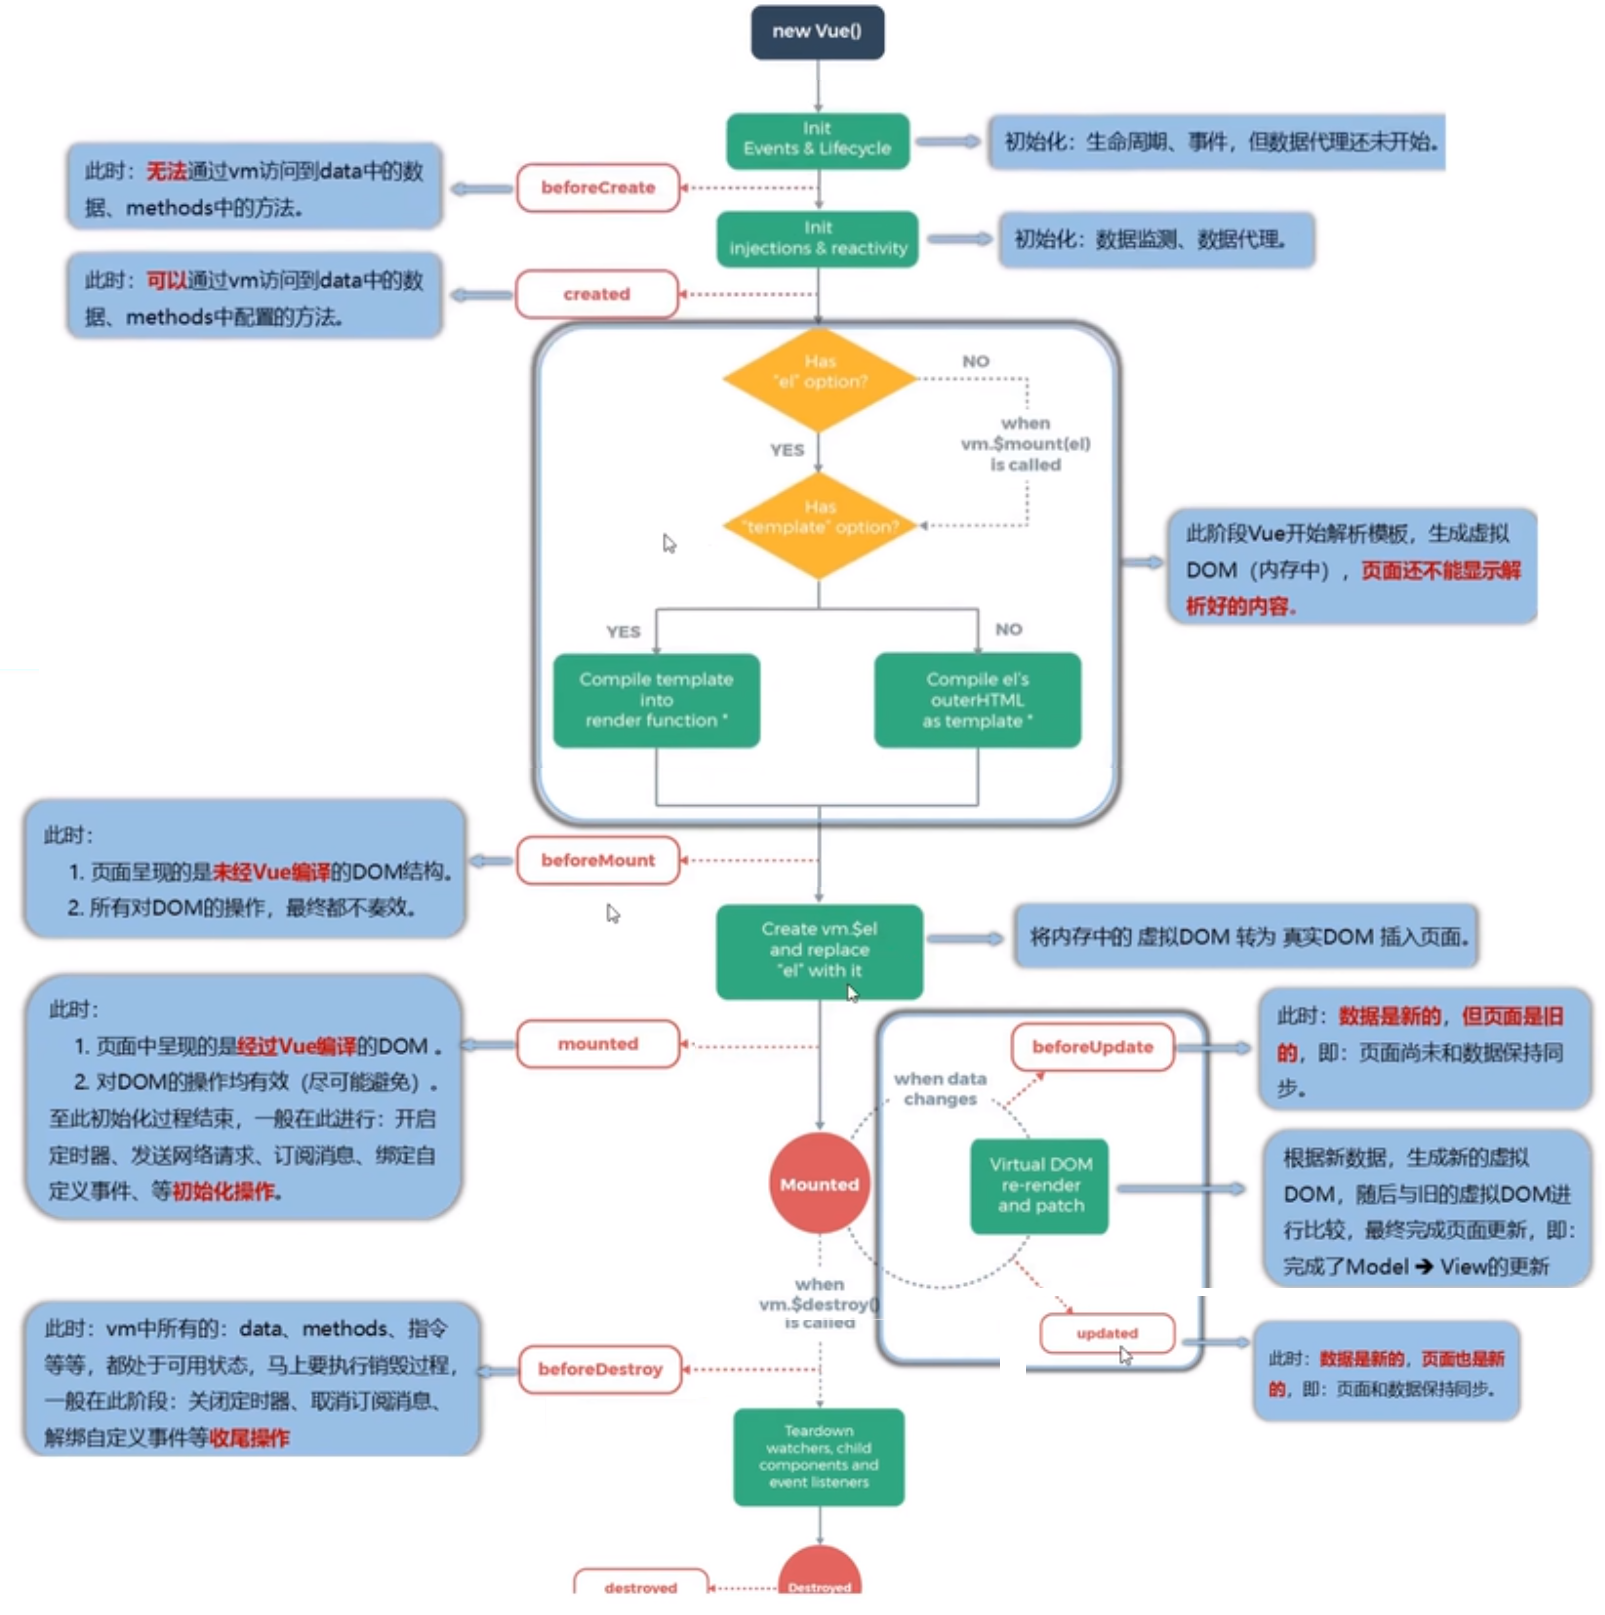 new Vue()
Init
Events & Lifecycle
初始化：生命周期、事件，但数据代理还未开始。
此时：无法通过vm访问到data中的数
据、methods中的方法。
beforeCreate
Init
injections & reactivity
初始化：数据监测、数据代理。
此时：可以通过vm访问到data中的数
据、methods中配置的方法。
created
Has
"el" option?
NO
when
vm.$mount(el)
is called
YES
Has
"template" option?
此阶段Vue开始解析模板，生成虚拟
DOM（内存中），页面还不能显示解
析好的内容。
YES
NO
Compile template
into
render function *
Compile el's
outerHTML
as template *
此时：
1. 页面呈现的是未经Vue编译的DOM结构。
2. 所有对DOM的操作，最终都不奏效。
beforeMount
Create vm.$el
and replace
"el" with it
将内存中的 虚拟DOM 转为 真实DOM 插入页面。
此时：
1. 页面中呈现的是经过Vue编译的DOM 。
2. 对DOM的操作均有效（尽可能避免）。
至此初始化过程结束，一般在此进行：开启
定时器、发送网络请求、订阅消息、绑定自
定义事件、等初始化操作。
mounted
beforeUpdate
此时：数据是新的，但页面是旧
的，即：页面尚未和数据保持同
步。
when data
changes
Mounted
Virtual DOM
re-render
and patch
根据新数据，生成新的虚拟
DOM，随后与旧的虚拟DOM进
行比较，最终完成页面更新，即：
完成了Model ➔ View的更新
when
vm.$destroy()
is called
updated
此时：数据是新的，页面也是新
的，即：页面和数据保持同步。
此时：vm中所有的：data、methods、指令
等等，都处于可用状态，马上要执行销毁过程，
一般在此阶段：关闭定时器、取消订阅消息、
解绑自定义事件等收尾操作
beforeDestroy
Teardown
watchers, child
components and
event listeners
destroyed
Destroyed